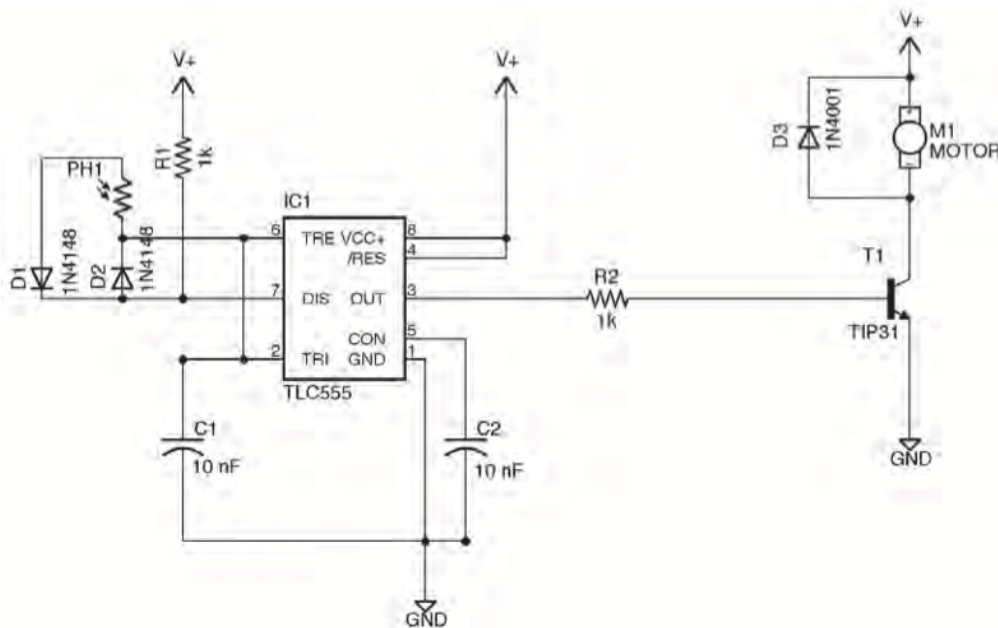 V+
V+
V+
R1
1k
PH1
D1
1N4148
D2
1N4148
IC1
6
TRE
VCC+
8
/RES
4
7
DIS
OUT
3
CON
5
2
TRI
GND
1
TLC555
R2
1k
D3
1N4001
+
M1
MOTOR
-
T1
TIP31
GND
C1
10 nF
C2
10 nF
GND